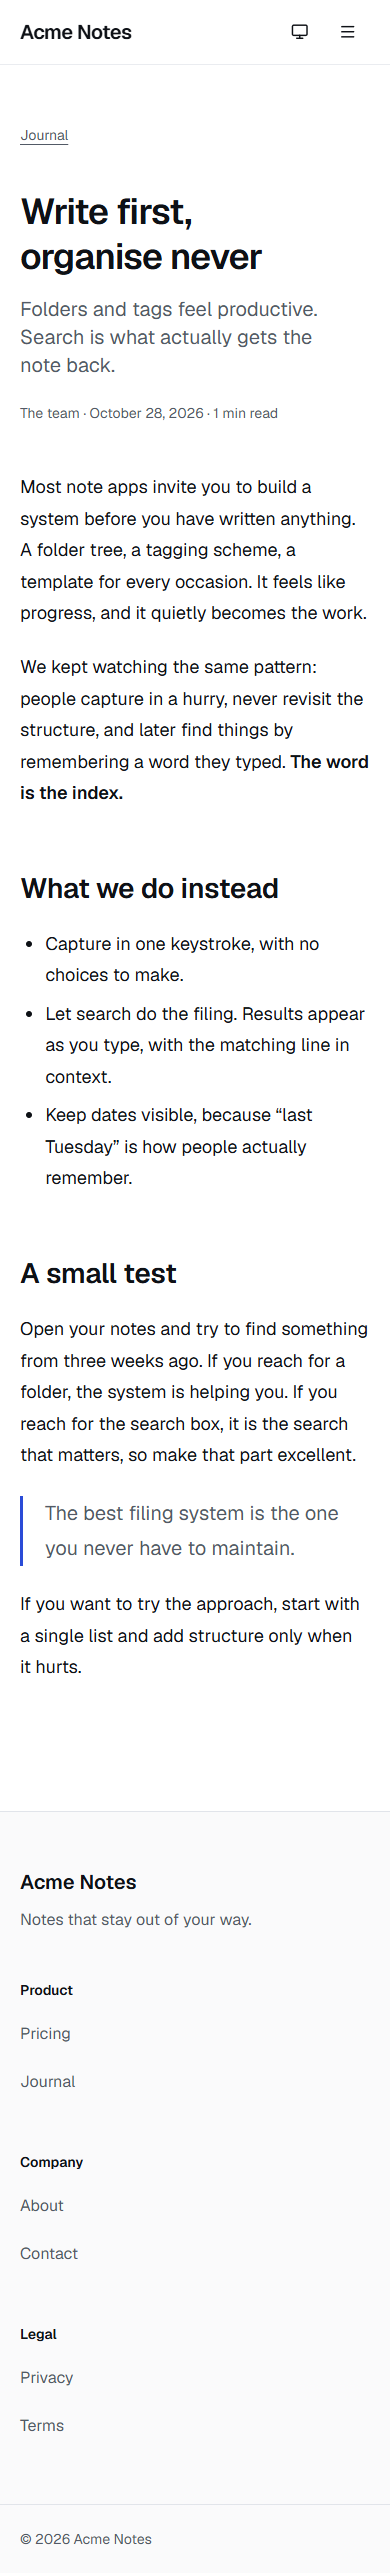 Acme Notes
Journal
Write first,
organise never
Folders and tags feel productive.
Search is what actually gets the
note back.
The team · October 28, 2026 · 1 min read
Most note apps invite you to build a
system before you have written anything.
A folder tree, a tagging scheme, a
template for every occasion. It feels like
progress, and it quietly becomes the work.
We kept watching the same pattern:
people capture in a hurry, never revisit the
structure, and later find things by
remembering a word they typed. The word
is the index.
What we do instead
• Capture in one keystroke, with no
choices to make.
• Let search do the filing. Results appear
as you type, with the matching line in
context.
• Keep dates visible, because “last
Tuesday” is how people actually
remember.
A small test
Open your notes and try to find something
from three weeks ago. If you reach for a
folder, the system is helping you. If you
reach for the search box, it is the search
that matters, so make that part excellent.
The best filing system is the one
you never have to maintain.
If you want to try the approach, start with
a single list and add structure only when
it hurts.
Acme Notes
Notes that stay out of your way.
Product
Pricing
Journal
Company
About
Contact
Legal
Privacy
Terms
© 2026 Acme Notes